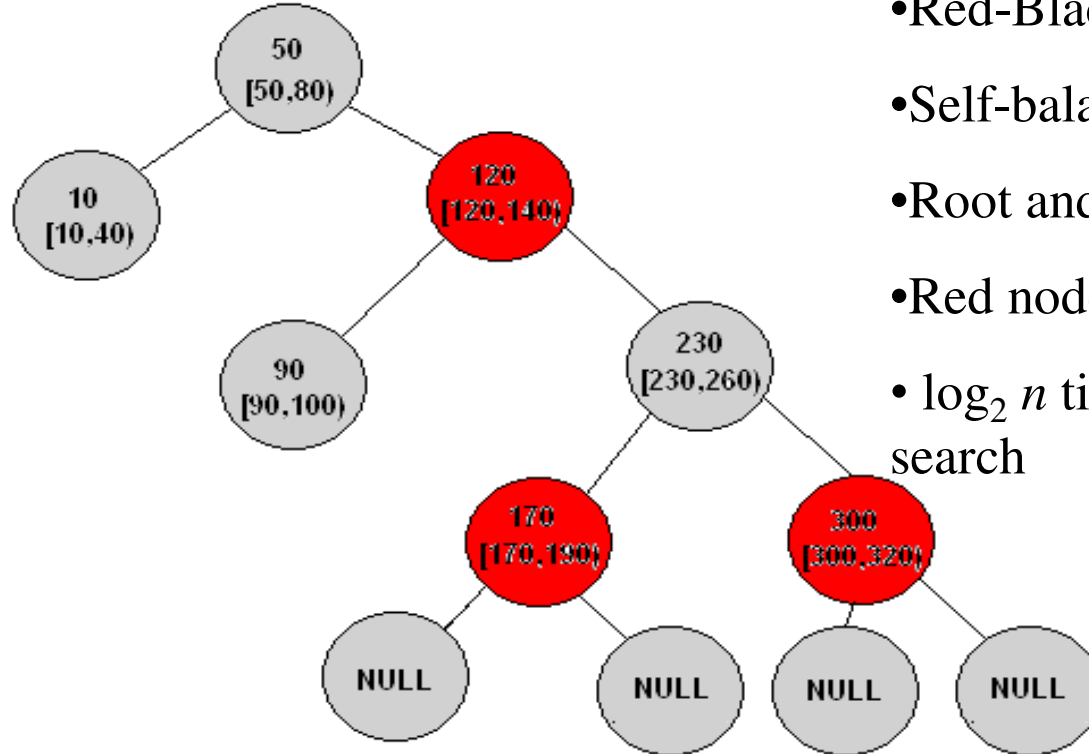 50
[50,80)
10
[10,40)
120
[120,140)
90
[90,100)
230
[230,260)
170
[170,190)
300
[300,320)
NULL
NULL
NULL
NULL
•Red-Blac
•Self-bala
•Root and
•Red nod
• log₂ n ti
search